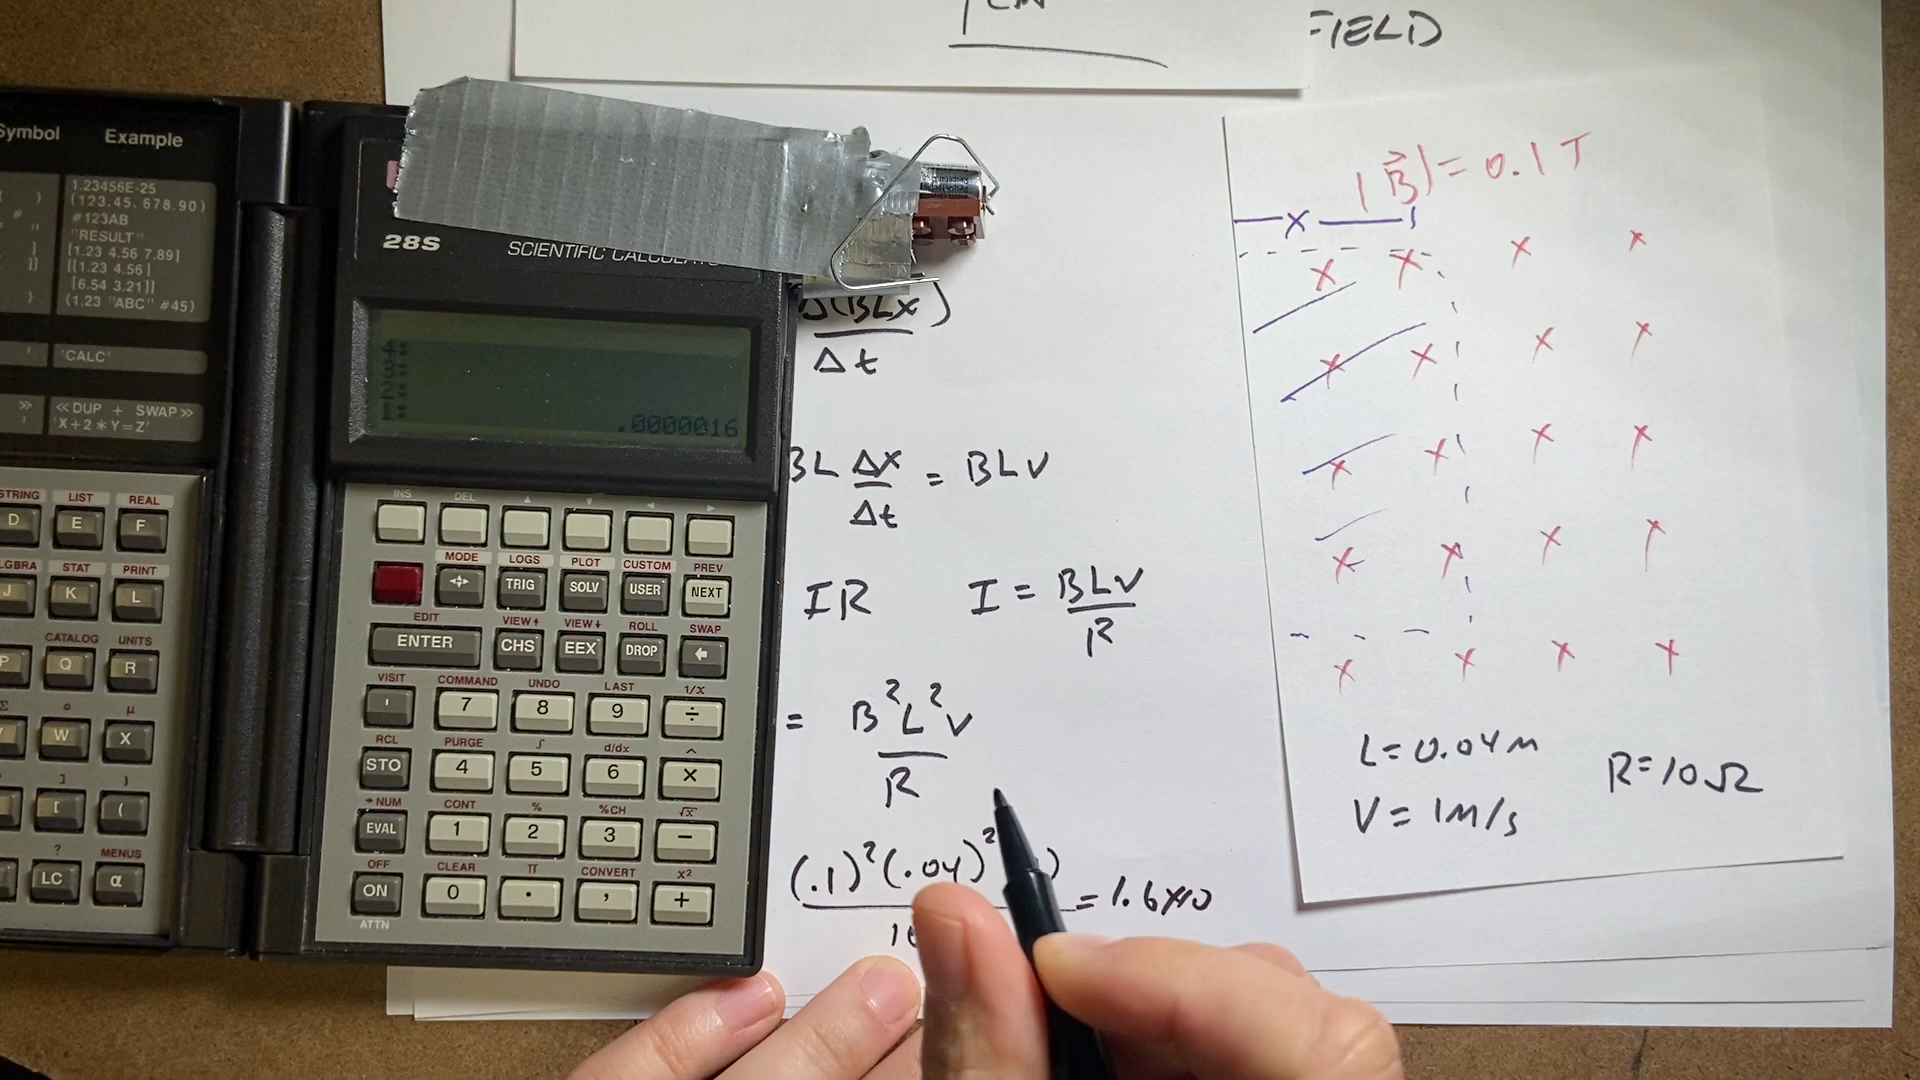 FIELD
Symbol Example
1.23456E-25
(123.45, 678.90)
#123AB
"RESULT"
[1.23 4.56 7.89]
[[1.23 4.56]
[6.54 3.21]]
(1.23 "ABC" #45)
'CALC'
«DUP + SWAP»
'X+2*Y=Z'
28S
SCIENTIFIC
.0000016
INS DEL
STRING LIST REAL
D E F
MODE LOGS PLOT CUSTOM PREV
TRIG SOLV USER NEXT
STAT PRINT
J K L
EDIT VIEW↑ VIEW↓ ROLL SWAP
ENTER CHS EEX DROP ←
CATALOG UNITS
P Q R
VISIT COMMAND UNDO LAST 1/x
' 7 8 9 ÷
W X
RCL PURGE ∫ d/dx ^
STO 4 5 6 ×
→NUM CONT % %CH √x
EVAL 1 2 3 −
[ (
OFF CLEAR π CONVERT x²
ON 0 . , +
ATTN
? MENUS
LC α
Δ(BLX)
Δt
BL ΔX/Δt = BLV
IR I = BLV/R
= B²L²V/R
(.1)²(.04)²
= 1.6x10
|B⃗| = 0.1 T
x
x x x x
x x x x
x x x x
x x x x
x x x x
L = 0.04 m
R = 10 Ω
V = 1 M/s